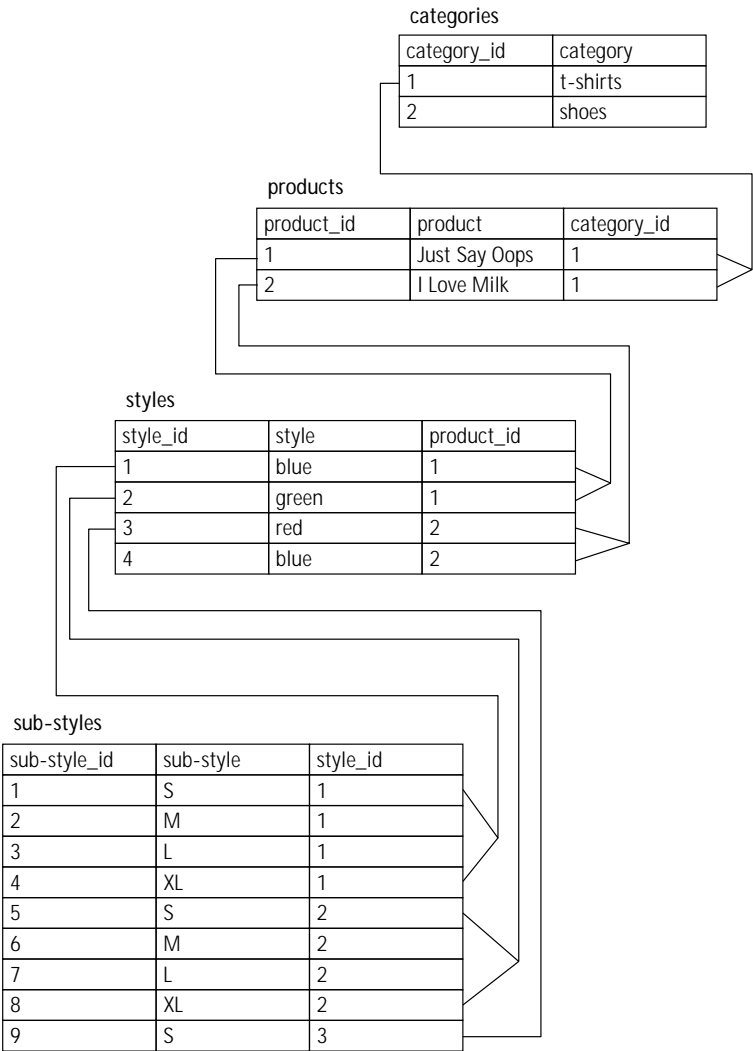 categories
category_id category
1 t-shirts
2 shoes
products
product_id product category_id
1 Just Say Oops 1
2 I Love Milk 1
styles
style_id style product_id
1 blue 1
2 green 1
3 red 2
4 blue 2
sub-styles
sub-style_id sub-style style_id
1 S 1
2 M 1
3 L 1
4 XL 1
5 S 2
6 M 2
7 L 2
8 XL 2
9 S 3